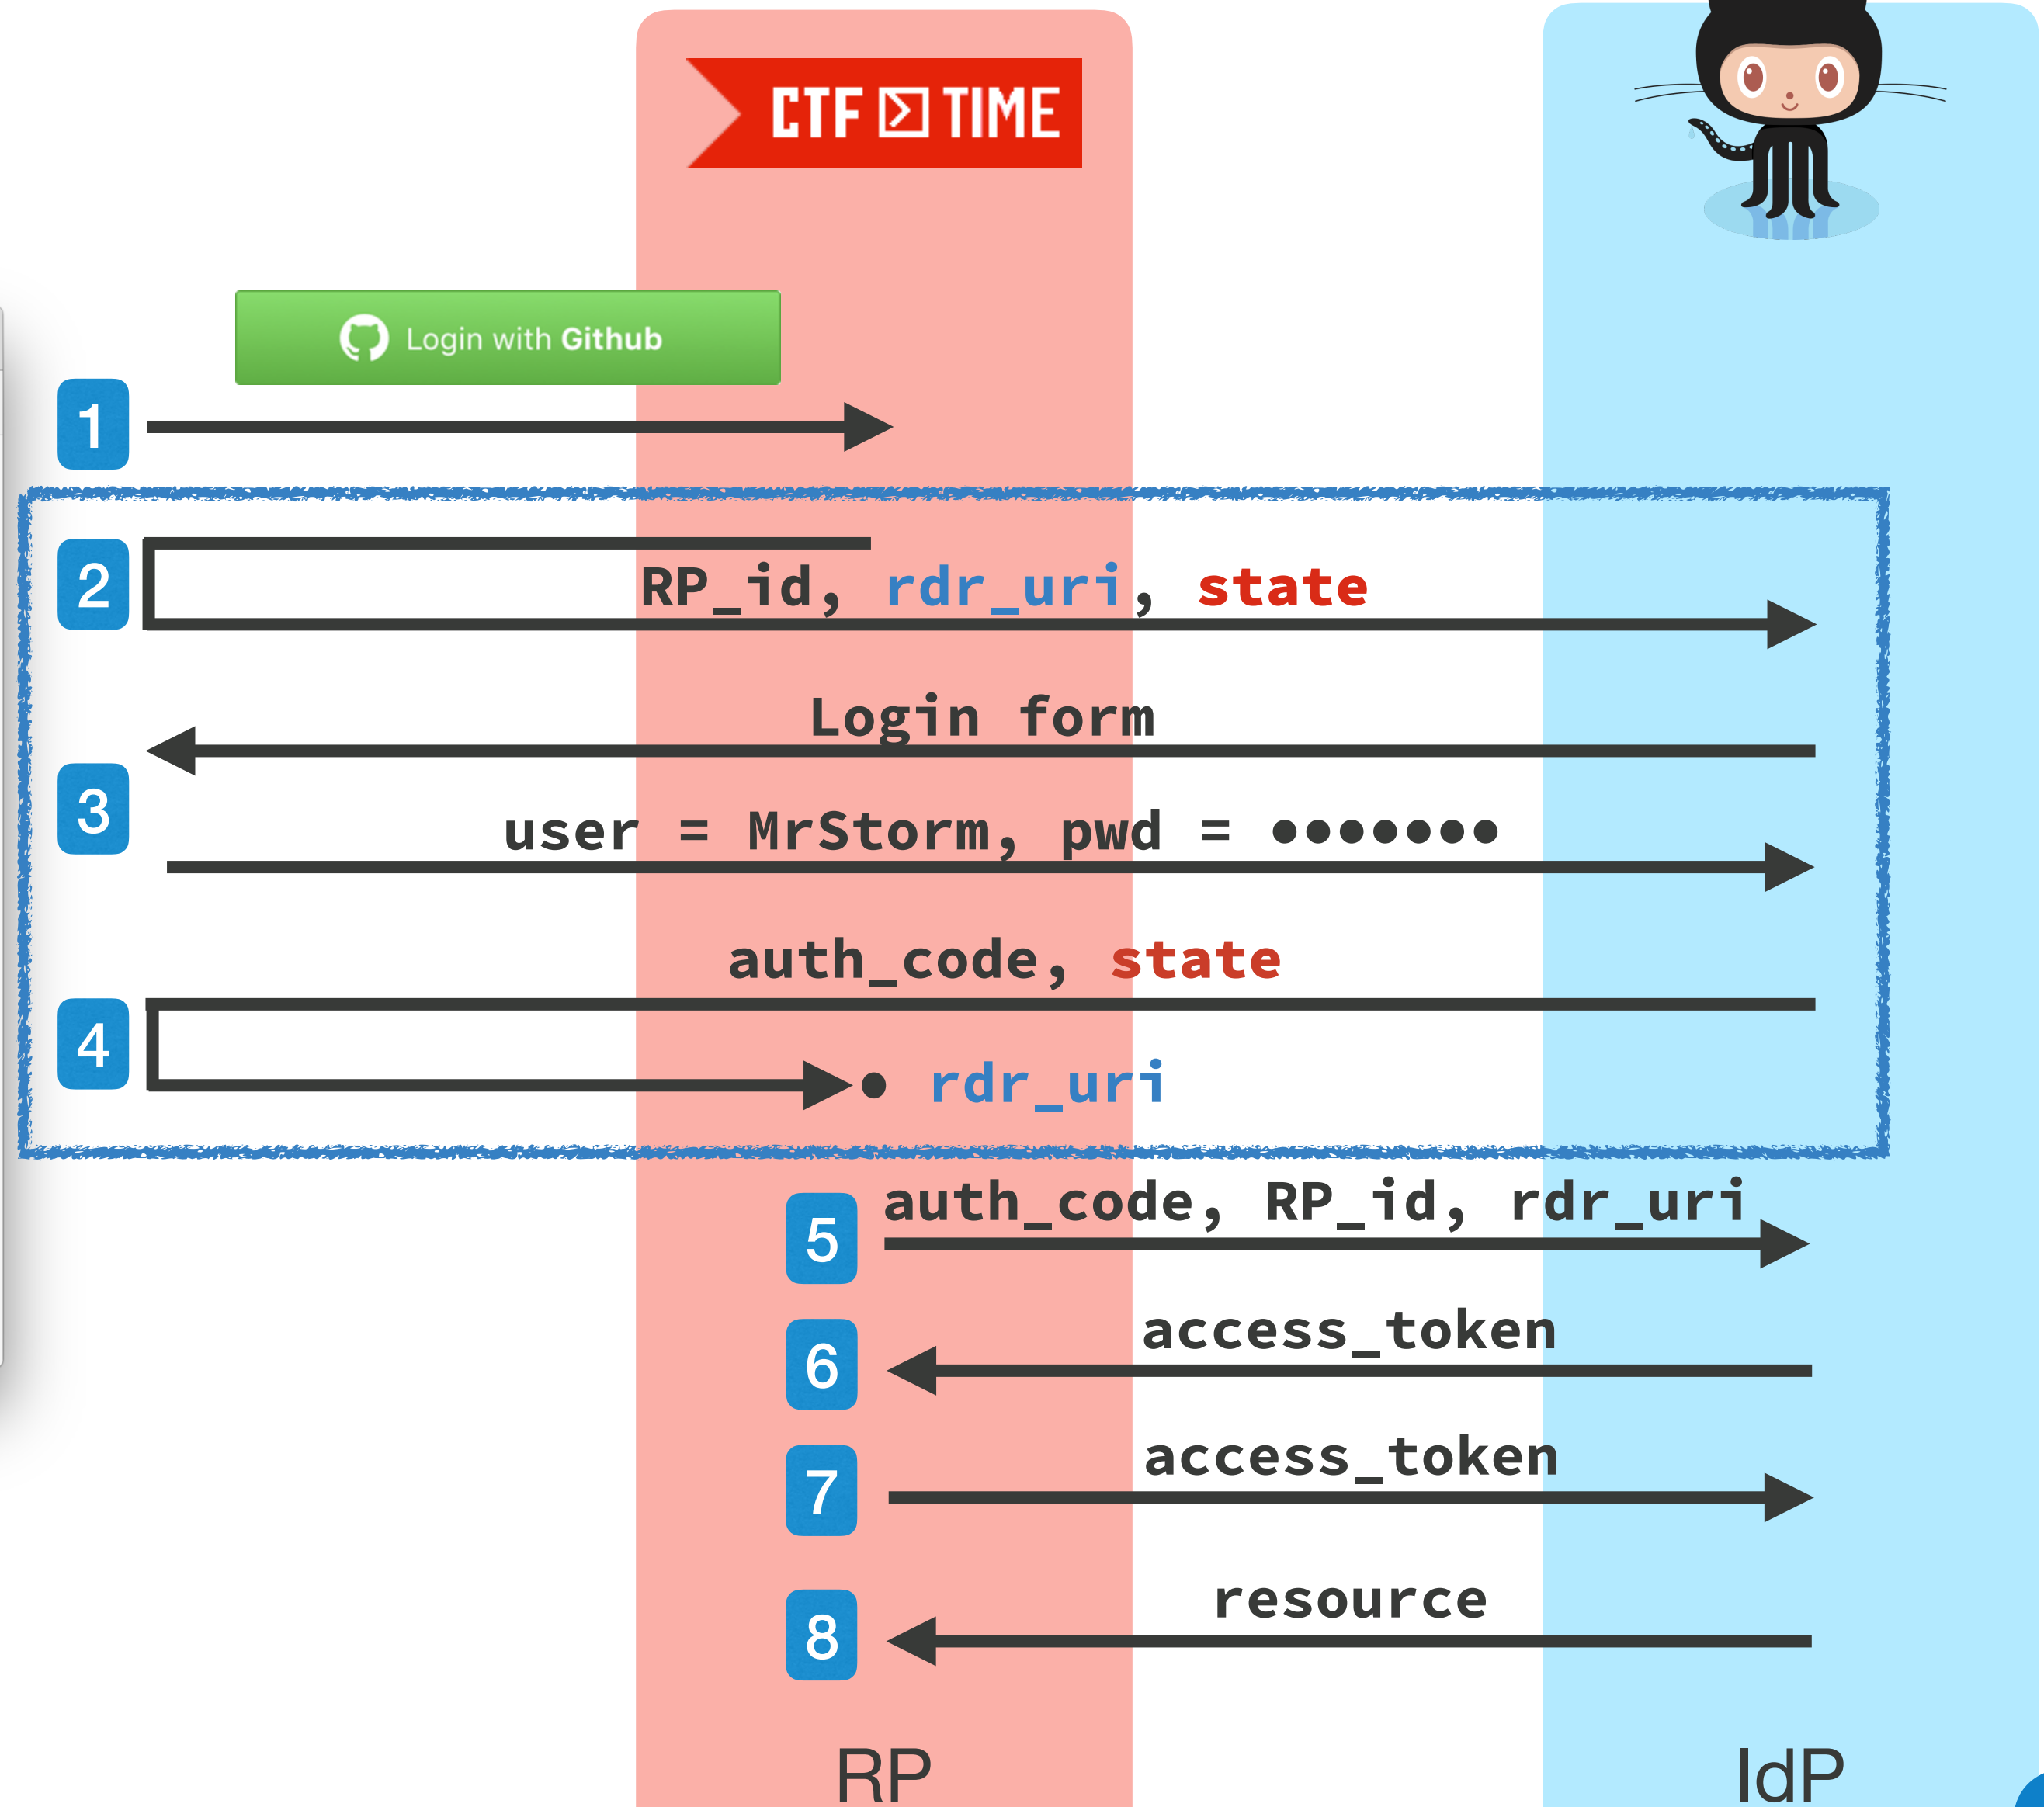 CTF TIME
Login with Github
1
2
RP_id, rdr_uri, state
Login form
3
user = MrStorm, pwd = •••••••
auth_code, state
4
• rdr_uri
auth_code, RP_id, rdr_uri
5
access_token
6
access_token
7
resource
8
RP
IdP